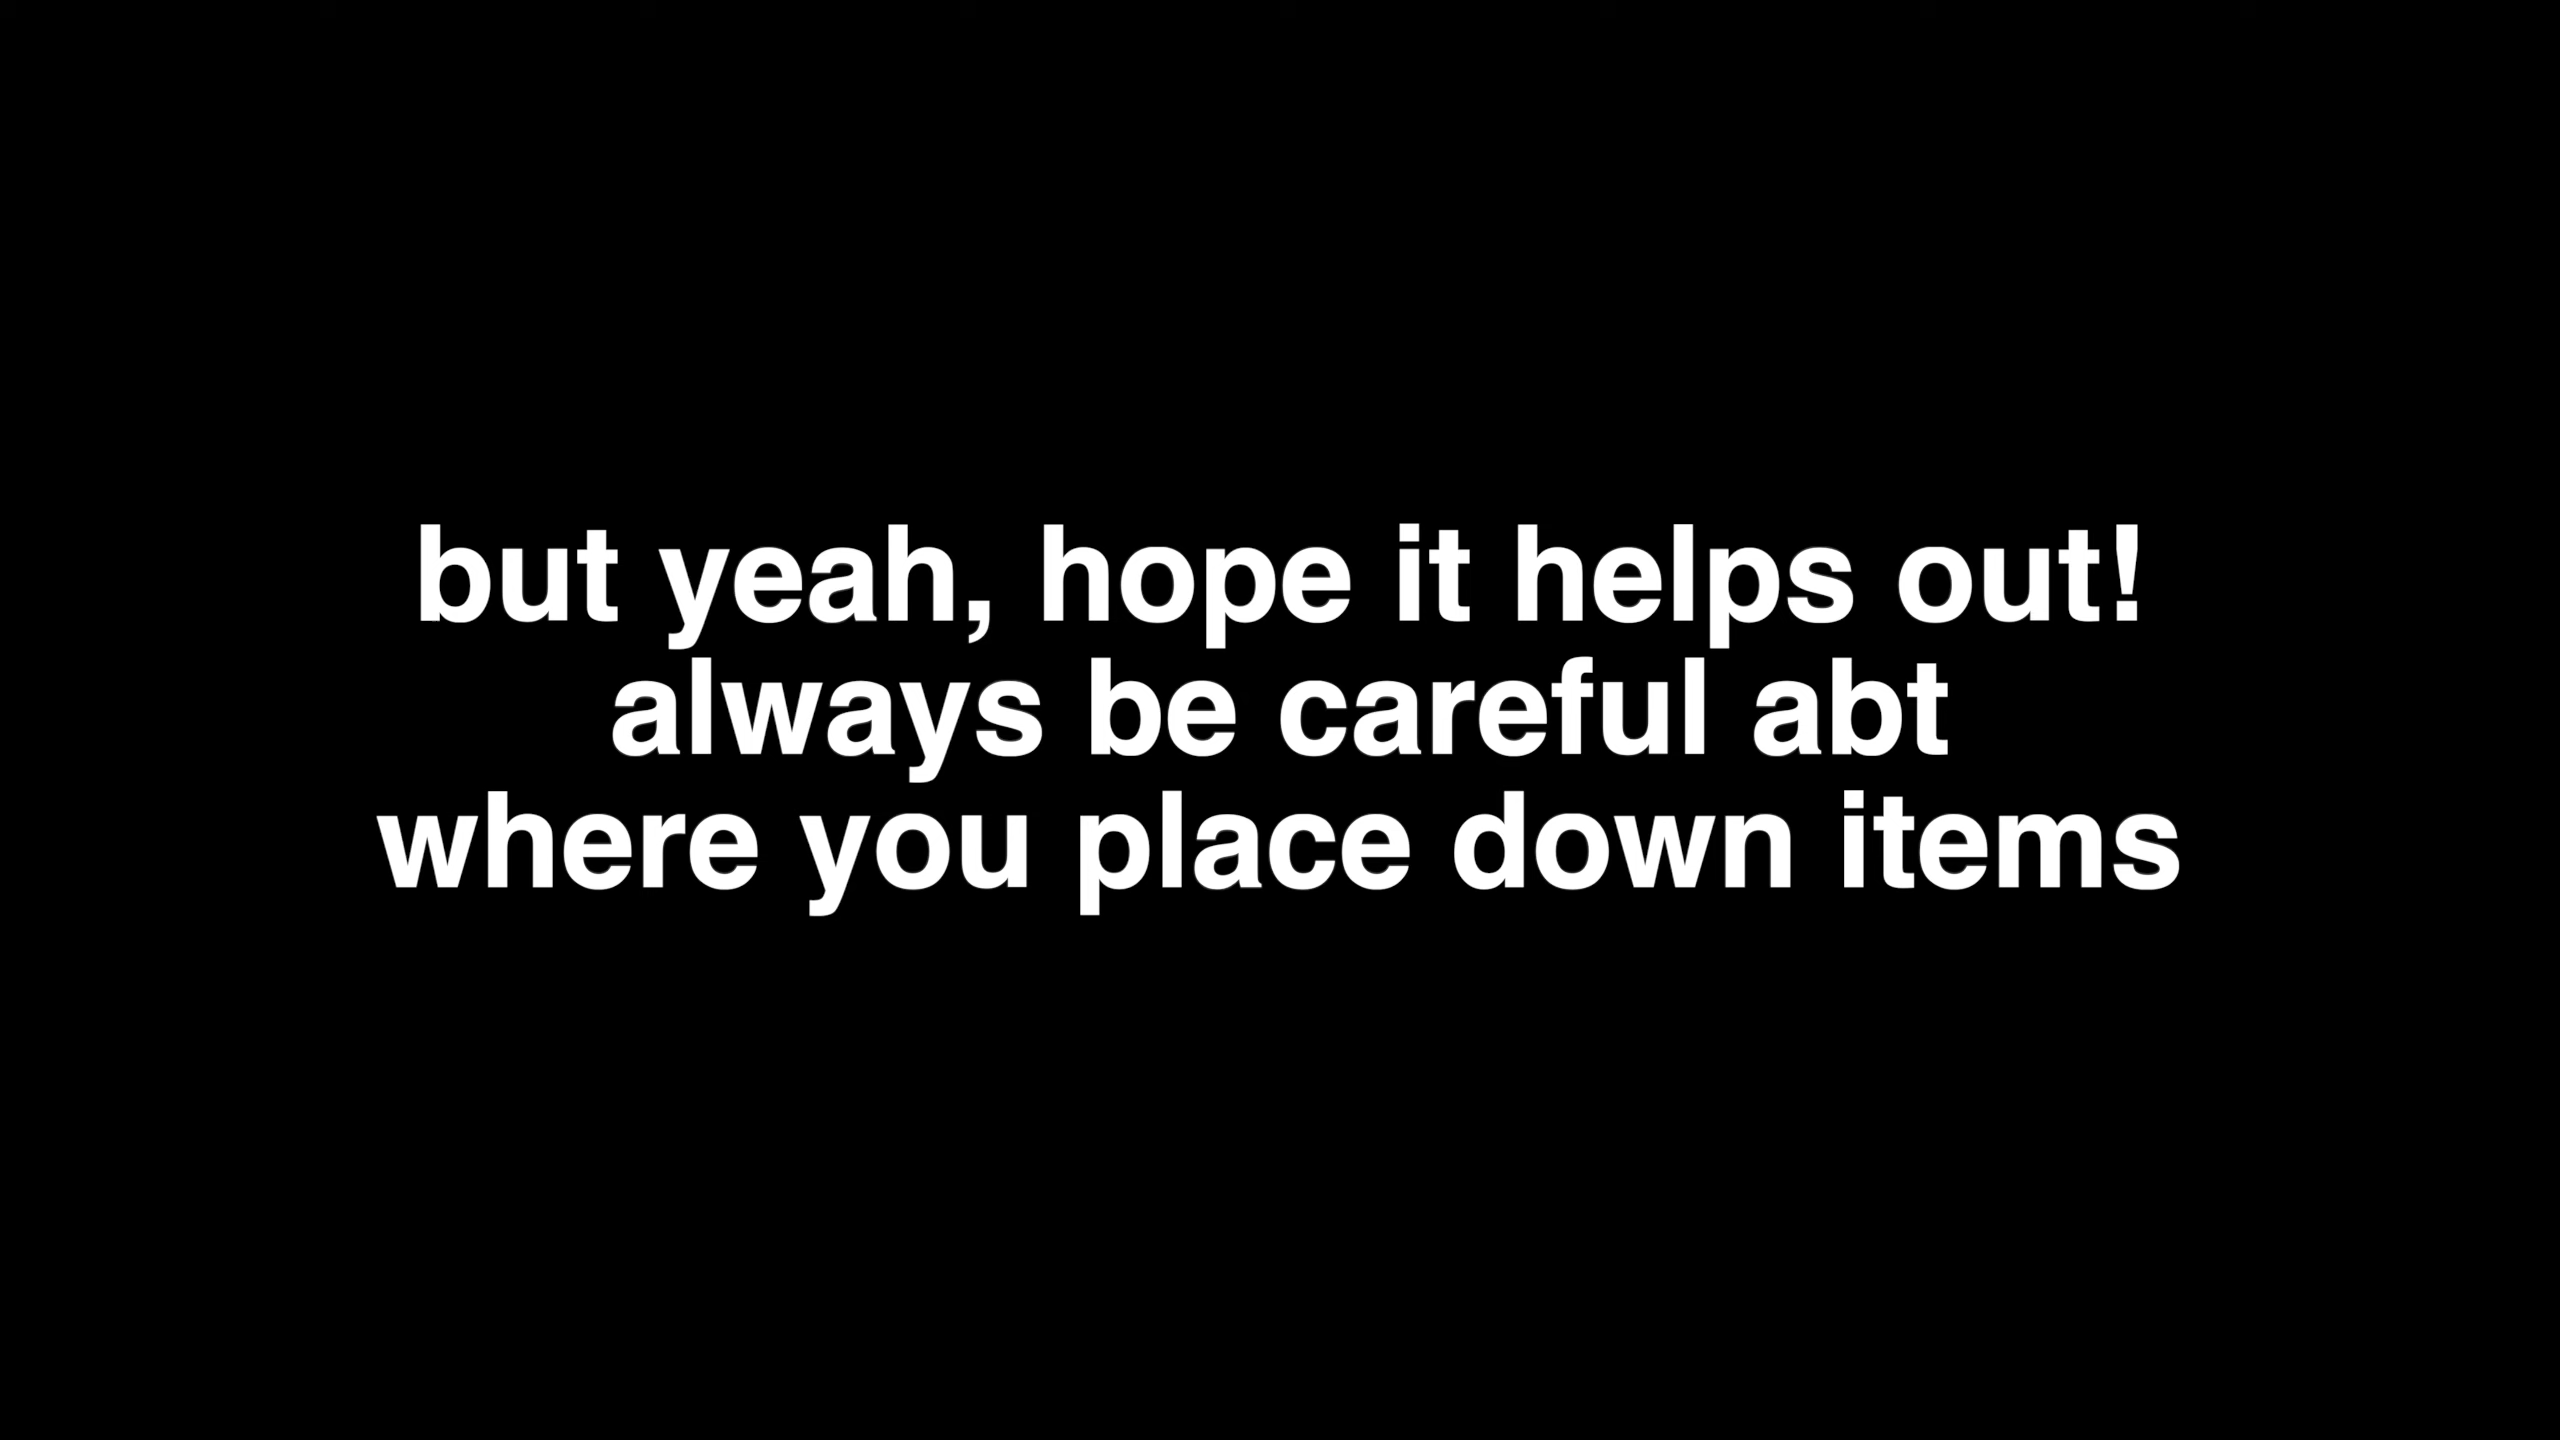 but yeah, hope it helps out!
always be careful abt
where you place down items